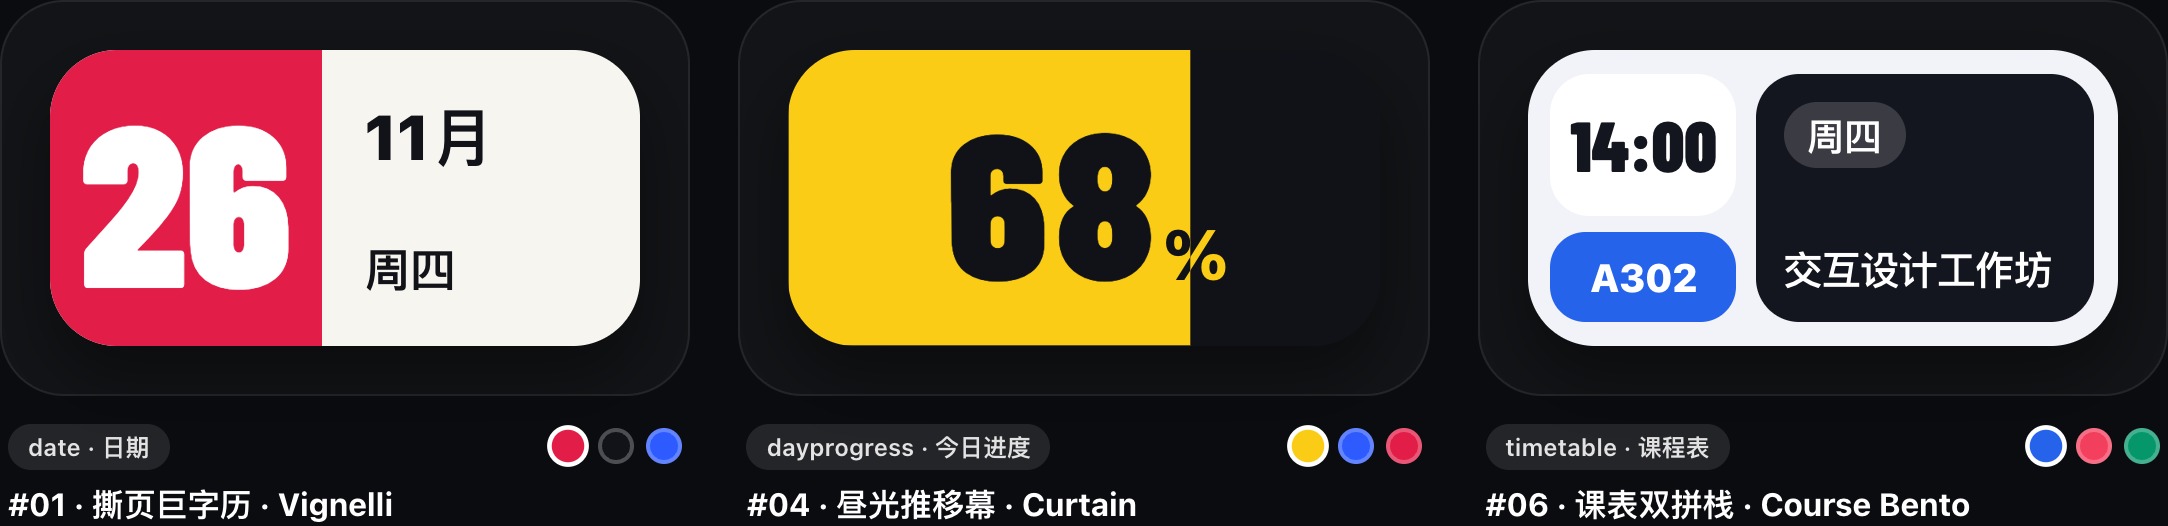 26
11月
周四
date · 日期
#01 · 撕页巨字历 · Vignelli
68%
dayprogress · 今日进度
#04 · 昼光推移幕 · Curtain
14:00
A302
周四
交互设计工作坊
timetable · 课程表
#06 · 课表双拼栈 · Course Bento